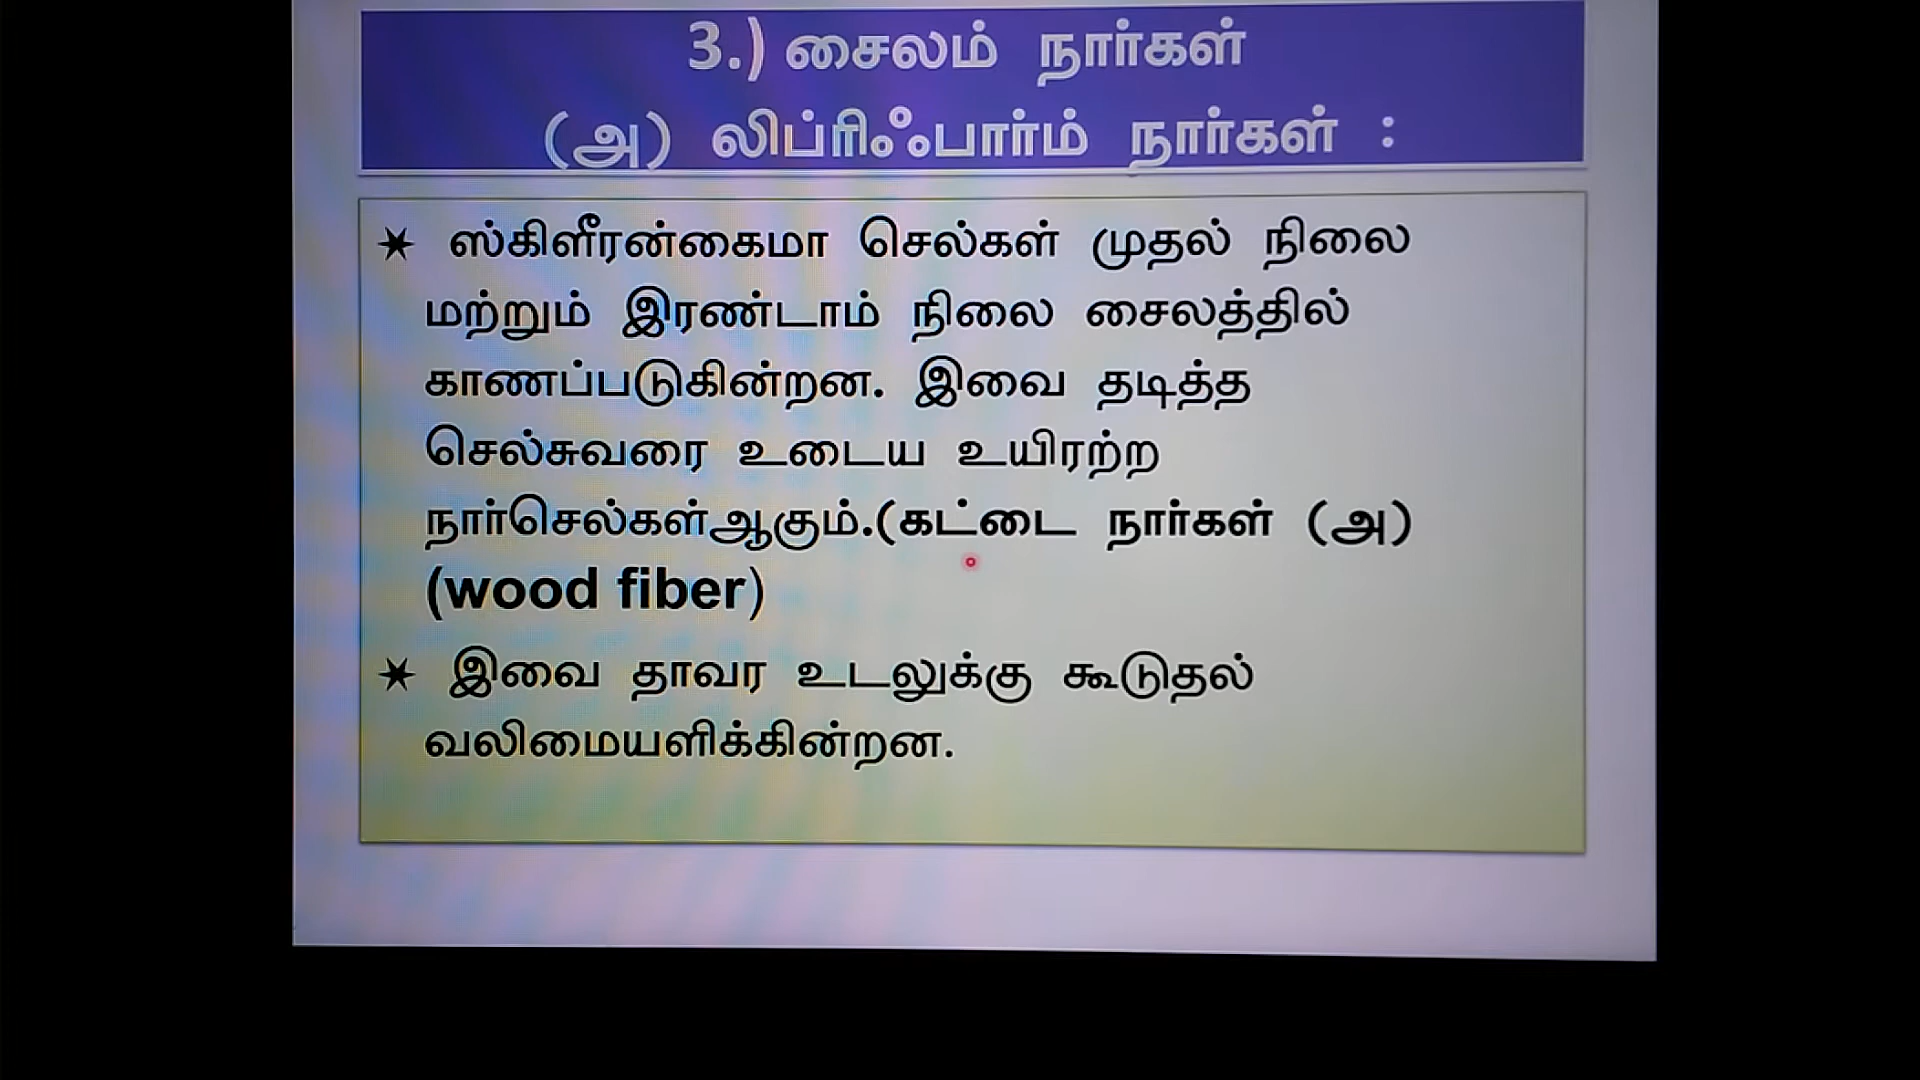 3.) சைலம் நார்கள்
(அ) லிப்ரிஃபார்ம் நார்கள் :
✶ ஸ்கிளீரன்கைமா செல்கள் முதல் நிலை
மற்றும் இரண்டாம் நிலை சைலத்தில்
காணப்படுகின்றன. இவை தடித்த
செல்சுவரை உடைய உயிரற்ற
நார்செல்கள்ஆகும்.(கட்டை நார்கள் (அ)
(wood fiber)
✶ இவை தாவர உடலுக்கு கூடுதல்
வலிமையளிக்கின்றன.